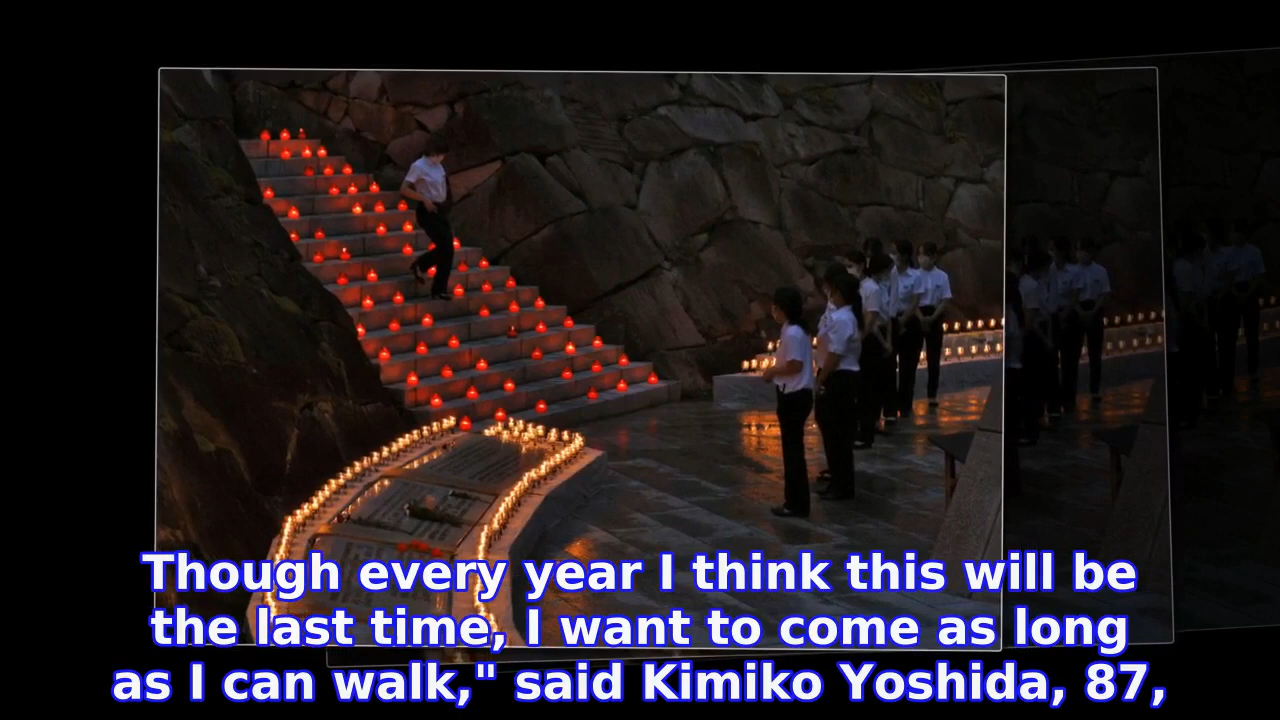 Though every year I think this will be
the last time, I want to come as long
as I can walk," said Kimiko Yoshida, 87,